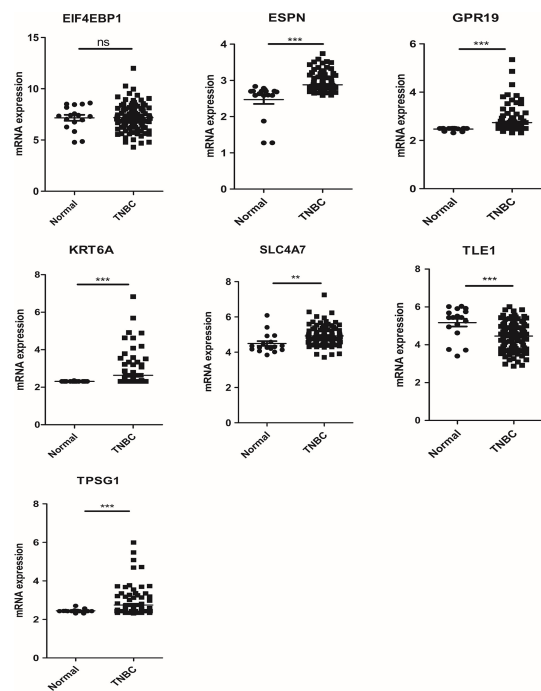 EIF4EBP1
ns
mRNA expression
15
10
5
0
Normal
TNBC
ESPN
***
mRNA expression
4
3
2
1
0
Normal
TNBC
GPR19
***
mRNA expression
6
4
2
0
Normal
TNBC
KRT6A
***
mRNA expression
8
6
4
2
0
Normal
TNBC
SLC4A7
**
mRNA expression
8
6
4
2
0
Normal
TNBC
TLE1
***
mRNA expression
8
6
4
2
0
Normal
TNBC
TPSG1
***
mRNA expression
8
6
4
2
0
Normal
TNBC